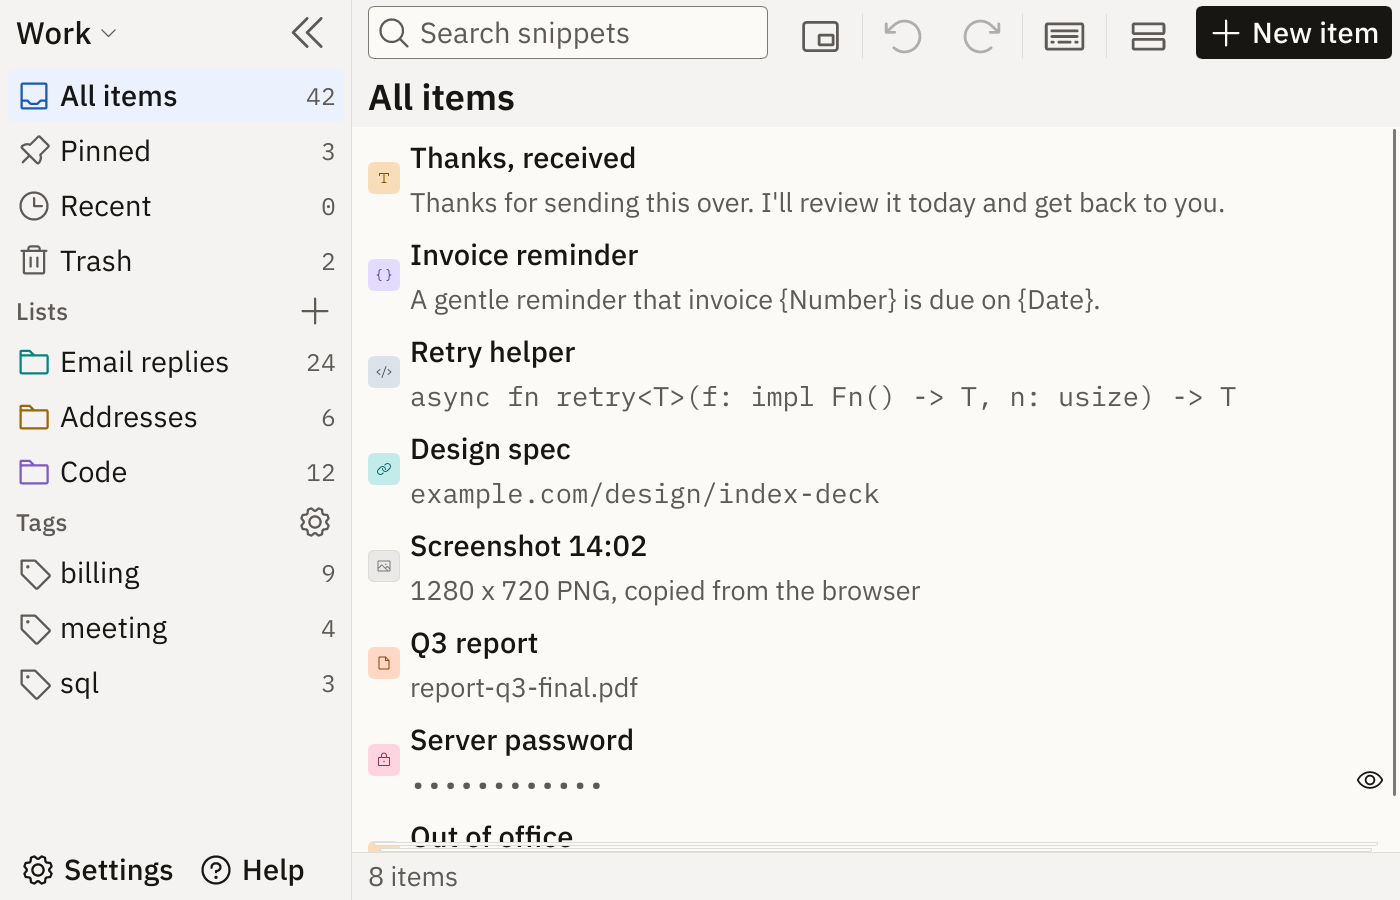 Work
All items 42
Pinned 3
Recent 0
Trash 2
Lists
Email replies 24
Addresses 6
Code 12
Tags
billing 9
meeting 4
sql 3
Settings Help
Search snippets
New item
All items
T
Thanks, received
Thanks for sending this over. I'll review it today and get back to you.
{}
Invoice reminder
A gentle reminder that invoice {Number} is due on {Date}.
</>
Retry helper
async fn retry<T>(f: impl Fn() -> T, n: usize) -> T
Design spec
example.com/design/index-deck
Screenshot 14:02
1280 x 720 PNG, copied from the browser
Q3 report
report-q3-final.pdf
Server password
••••••••••••
Out of office
8 items